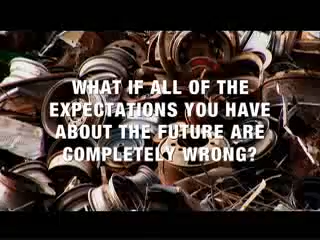 WHAT IF ALL OF THE
EXPECTATIONS YOU HAVE
ABOUT THE FUTURE ARE
COMPLETELY WRONG?